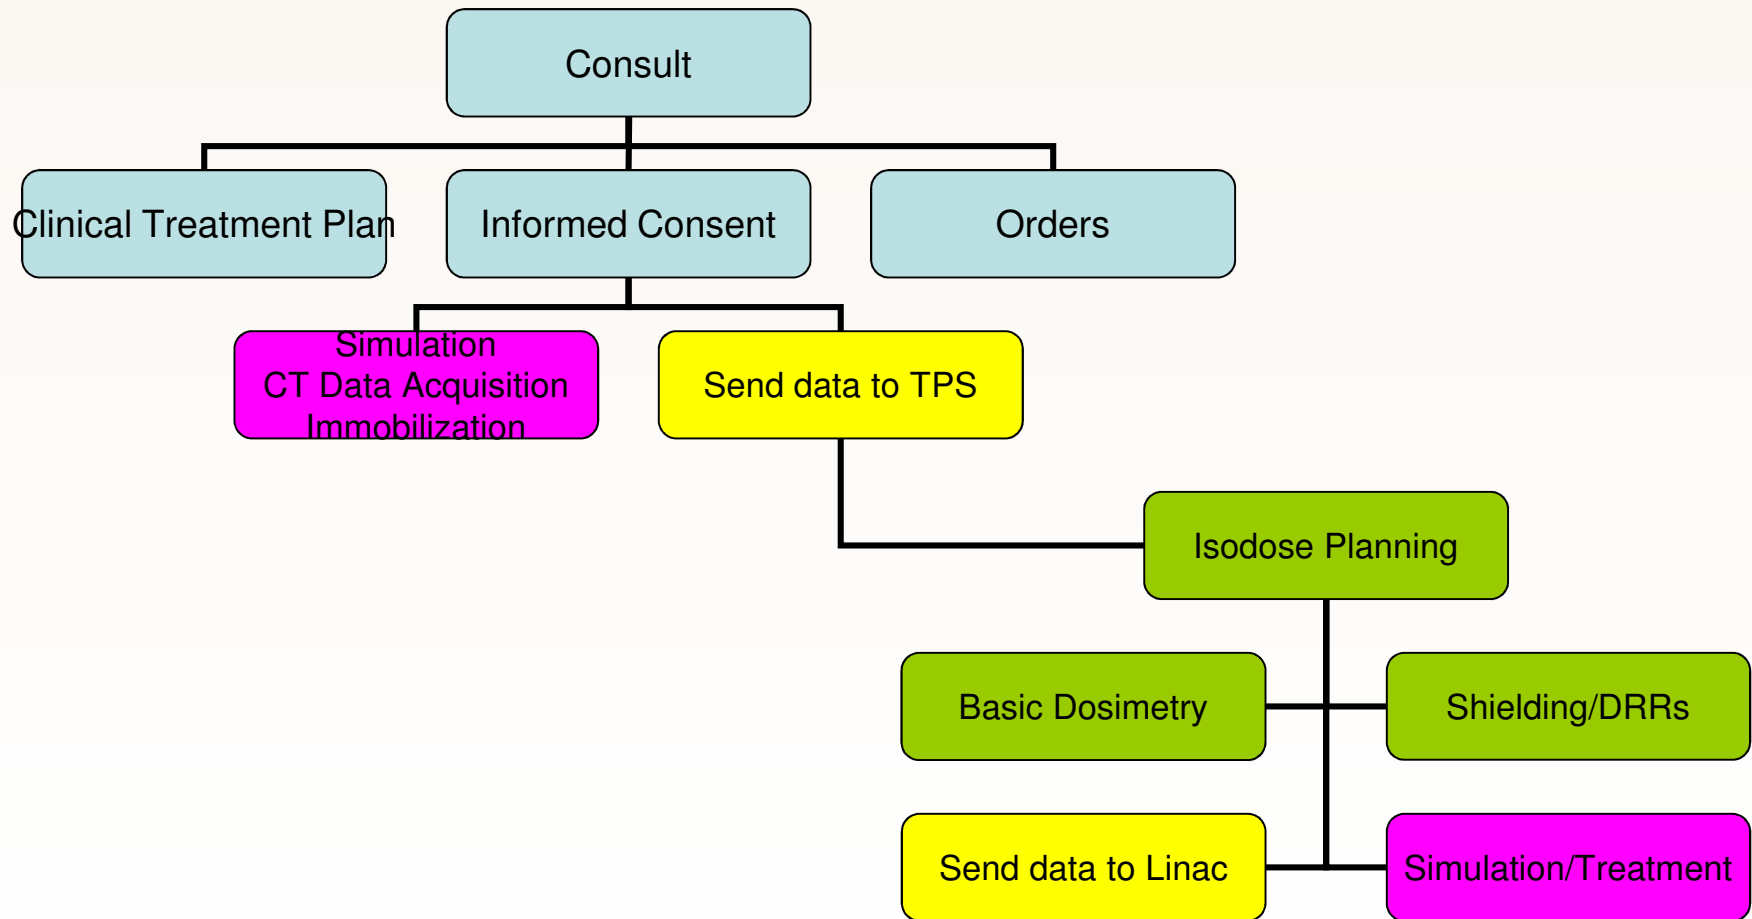 Consult
Clinical Treatment Plan
Informed Consent
Orders
Simulation
CT Data Acquisition
Immobilization
Send data to TPS
Isodose Planning
Basic Dosimetry
Shielding/DRRs
Send data to Linac
Simulation/Treatment